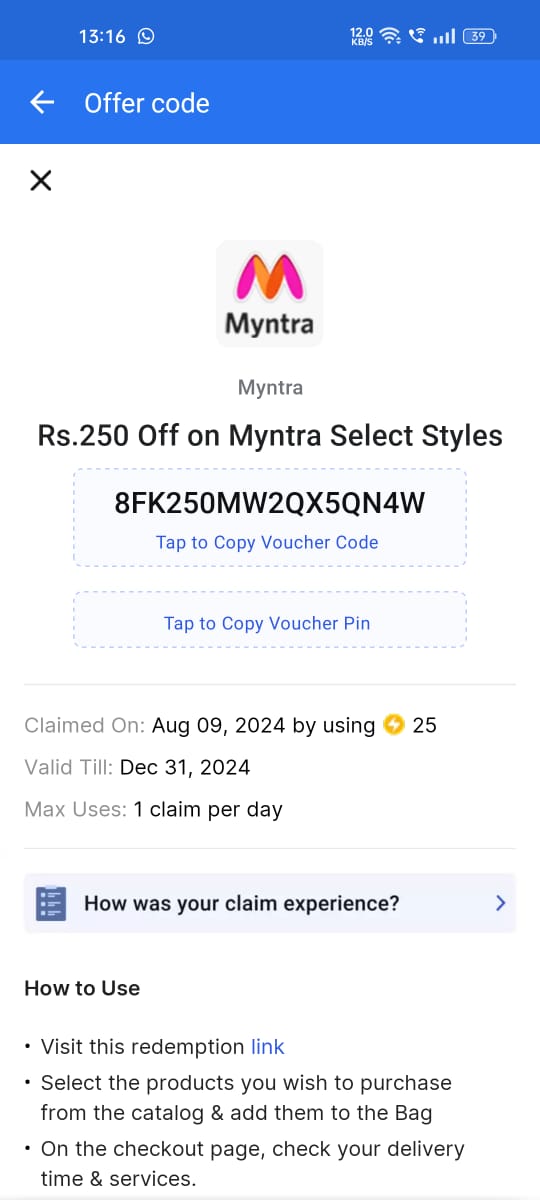 13:16
12.0
KB/S
39
Offer code
Myntra
Myntra
Rs.250 Off on Myntra Select Styles
8FK250MW2QX5QN4W
Tap to Copy Voucher Code
Tap to Copy Voucher Pin
Claimed On: Aug 09, 2024 by using 25
Valid Till: Dec 31, 2024
Max Uses: 1 claim per day
How was your claim experience?
How to Use
• Visit this redemption link
• Select the products you wish to purchase
from the catalog & add them to the Bag
• On the checkout page, check your delivery
time & services.